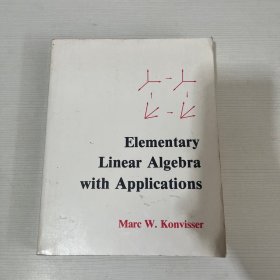 Elementary
Linear Algebra
with Applications
Marc W. Konvisser